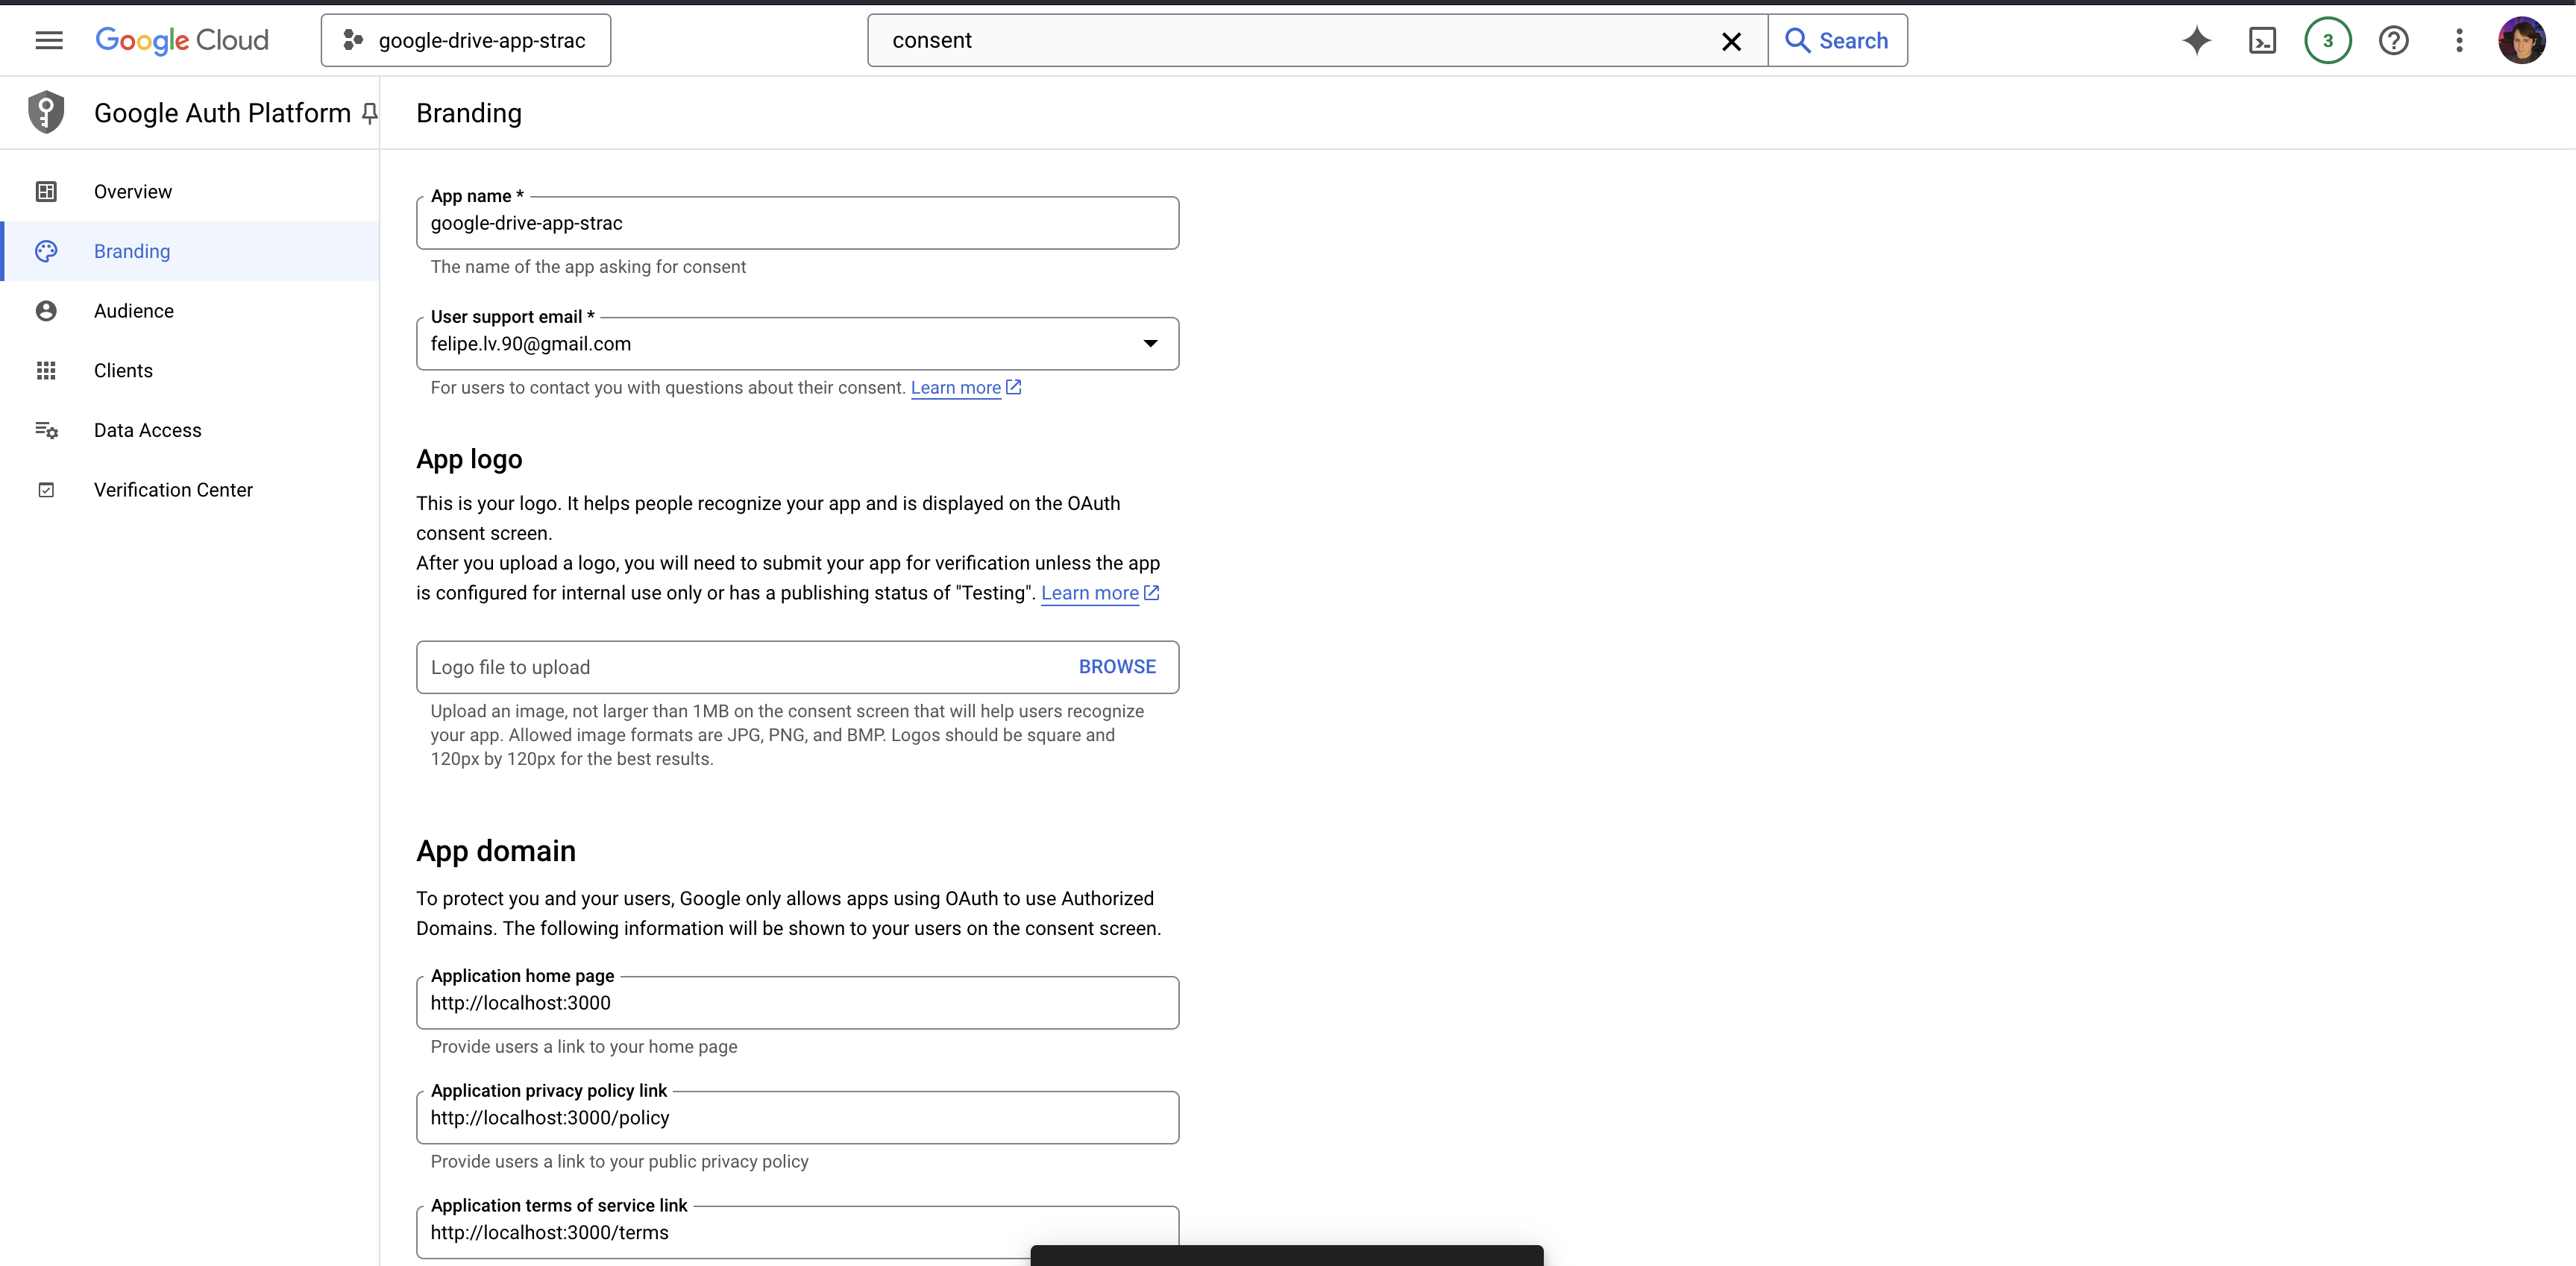 Google Cloud
google-drive-app-strac
consent
Search
3
Google Auth Platform
Branding
Overview
Branding
Audience
Clients
Data Access
Verification Center
App name *
google-drive-app-strac
The name of the app asking for consent
User support email *
felipe.lv.90@gmail.com
For users to contact you with questions about their consent. Learn more
App logo
This is your logo. It helps people recognize your app and is displayed on the OAuth
consent screen.
After you upload a logo, you will need to submit your app for verification unless the app
is configured for internal use only or has a publishing status of "Testing". Learn more
Logo file to upload
BROWSE
Upload an image, not larger than 1MB on the consent screen that will help users recognize
your app. Allowed image formats are JPG, PNG, and BMP. Logos should be square and
120px by 120px for the best results.
App domain
To protect you and your users, Google only allows apps using OAuth to use Authorized
Domains. The following information will be shown to your users on the consent screen.
Application home page
http://localhost:3000
Provide users a link to your home page
Application privacy policy link
http://localhost:3000/policy
Provide users a link to your public privacy policy
Application terms of service link
http://localhost:3000/terms